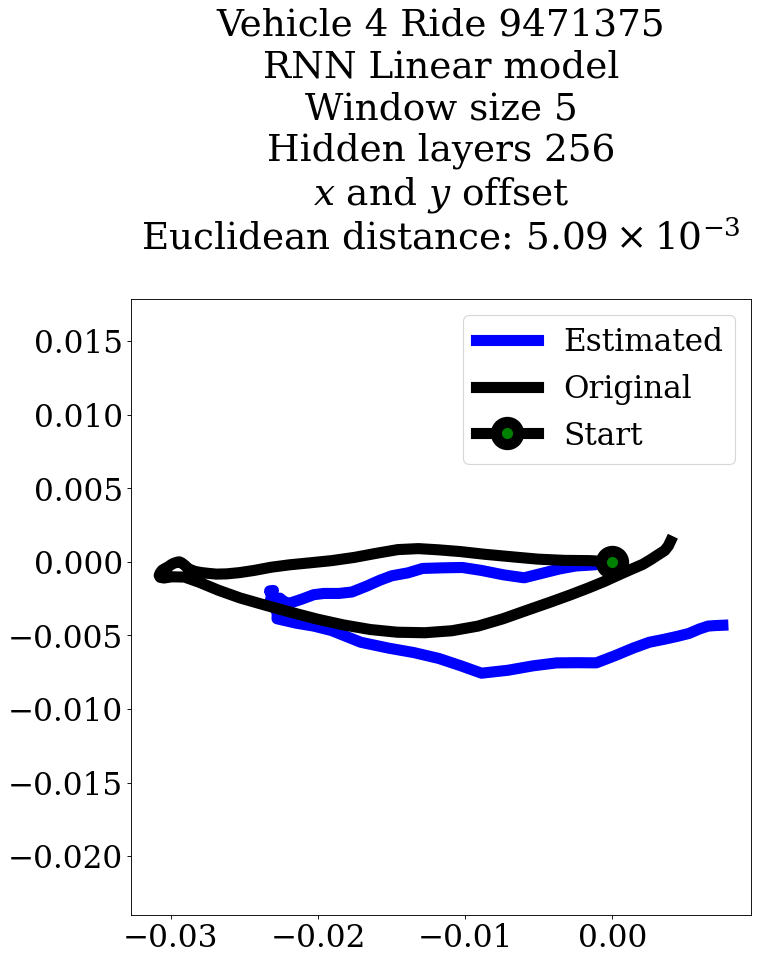 Vehicle 4 Ride 9471375
RNN Linear model
Window size 5
Hidden layers 256
x and y offset
Euclidean distance: 5.09 × 10⁻³
Estimated
Original
Start
0.015
0.010
0.005
0.000
−0.005
−0.010
−0.015
−0.020
−0.03 −0.02 −0.01 0.00